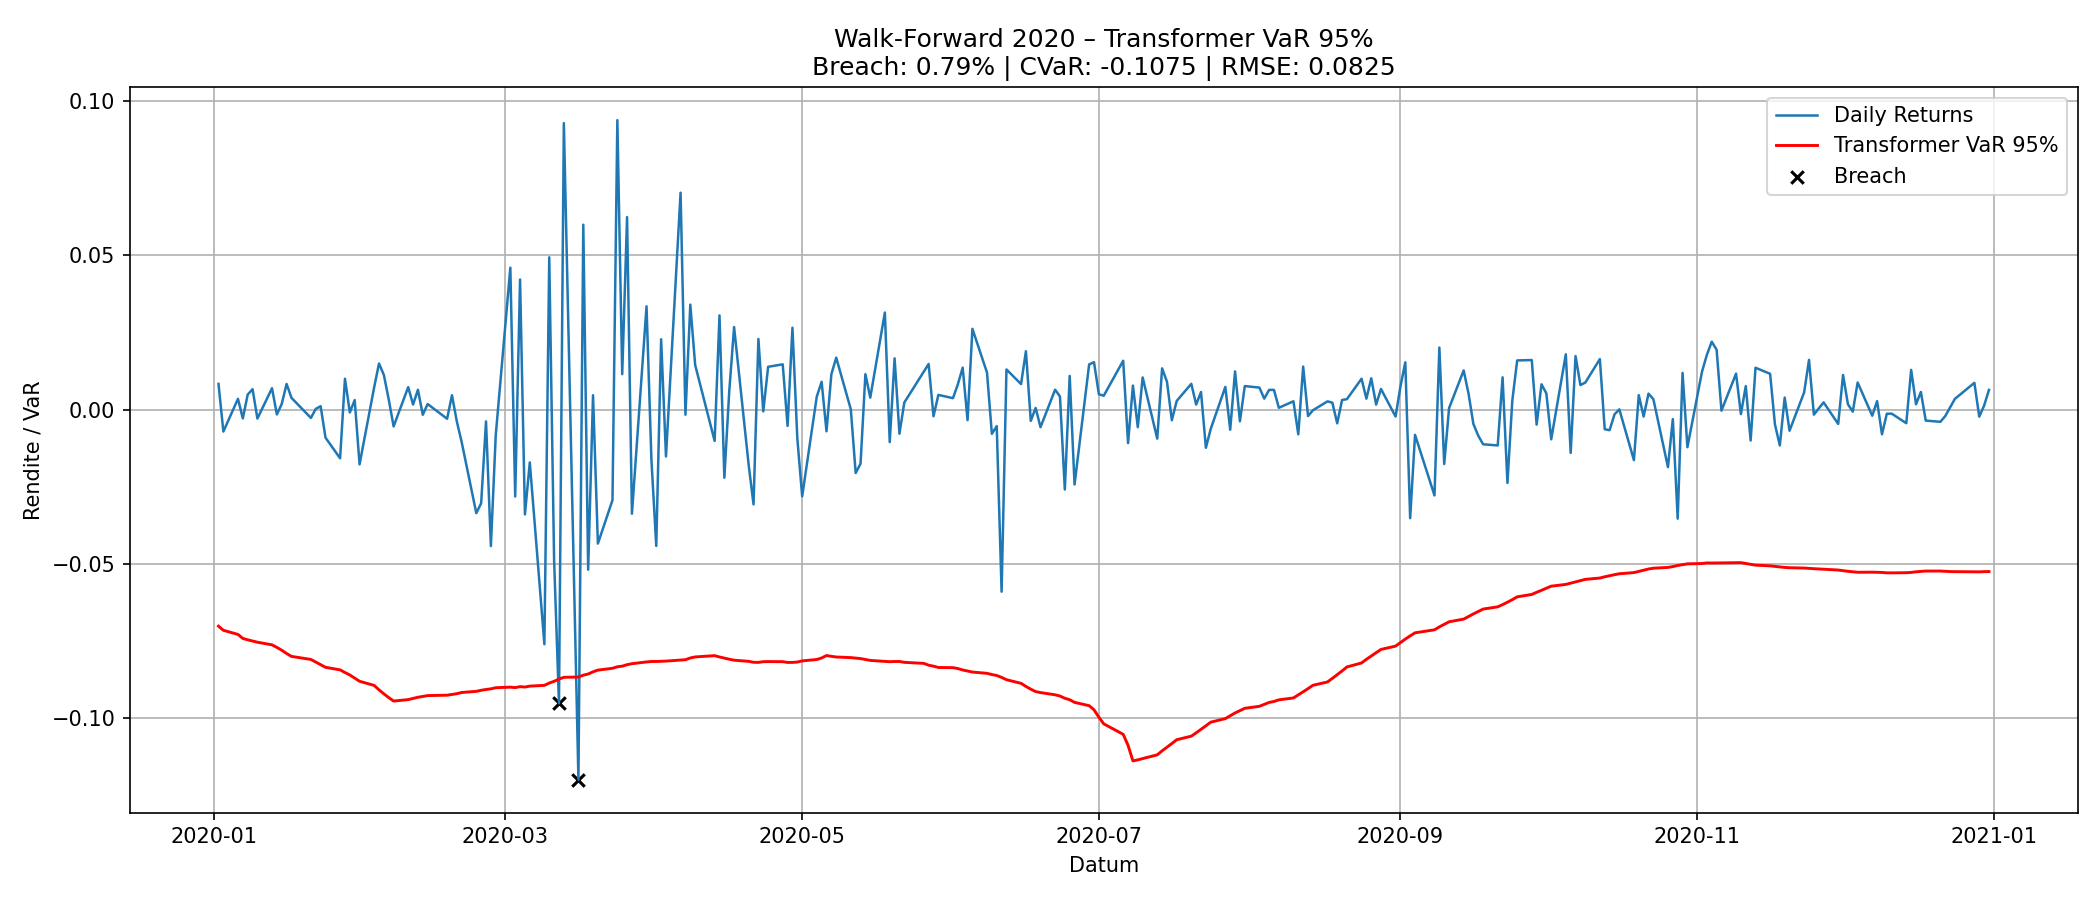 Walk-Forward 2020 – Transformer VaR 95%
Breach: 0.79% | CVaR: -0.1075 | RMSE: 0.0825
Daily Returns
Transformer VaR 95%
Breach
Rendite / VaR
0.10
0.05
0.00
−0.05
−0.10
2020-01
2020-03
2020-05
2020-07
2020-09
2020-11
2021-01
Datum